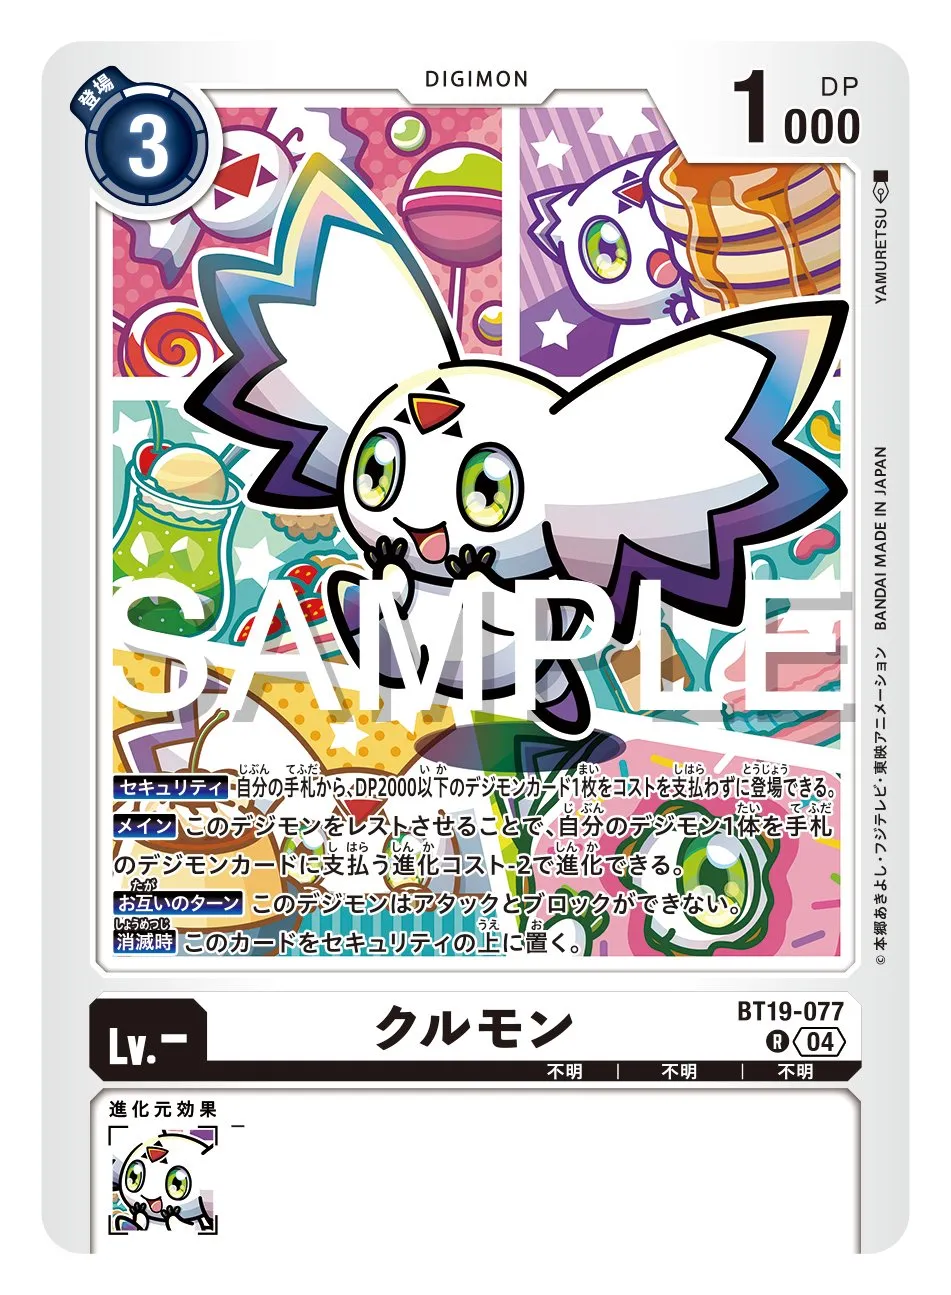 登場
3
DIGIMON
DP
1000
YAMURETSU
SAMPLE
セキュリティ 自分の手札から、DP2000以下のデジモンカード1枚をコストを支払わずに登場できる。
メイン このデジモンをレストさせることで、自分のデジモン1体を手札
のデジモンカードに支払う進化コスト-2で進化できる。
お互いのターン このデジモンはアタックとブロックができない。
消滅時 このカードをセキュリティの上に置く。
©本郷あきよし・フジテレビ・東映アニメーション BANDAI MADE IN JAPAN
Lv.-
クルモン
BT19-077
R 04
不明 | 不明 | 不明
進化元効果
-